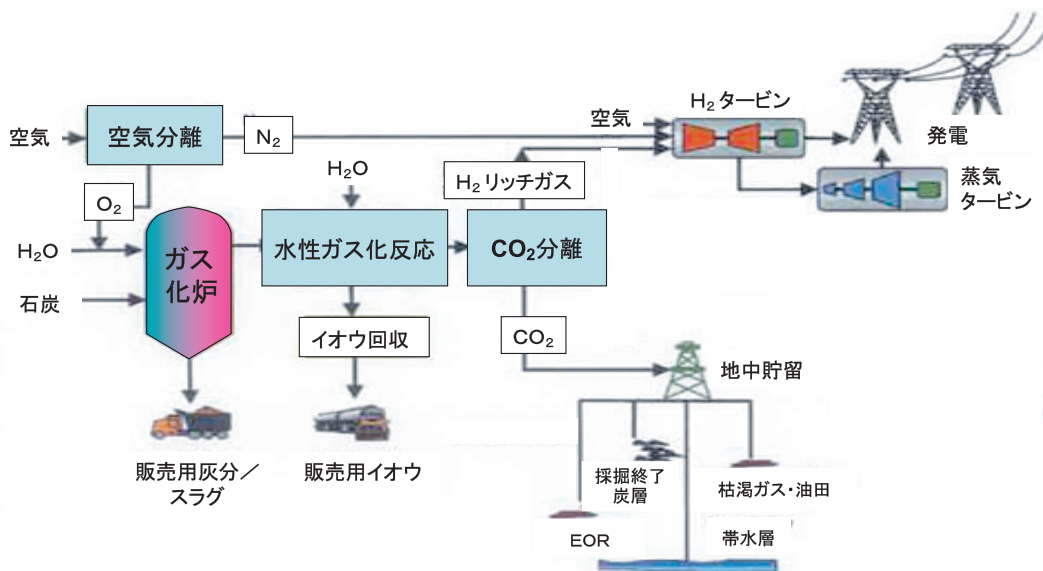 H₂タービン
空気
空気
空気分離
N₂
発電
H₂O
H₂リッチガス
蒸気
タービン
O₂
H₂O
ガス
化炉
水性ガス化反応
CO₂分離
石炭
イオウ回収
CO₂
地中貯留
販売用灰分／
スラグ
販売用イオウ
採掘終了
炭層
枯渇ガス・油田
EOR
帯水層